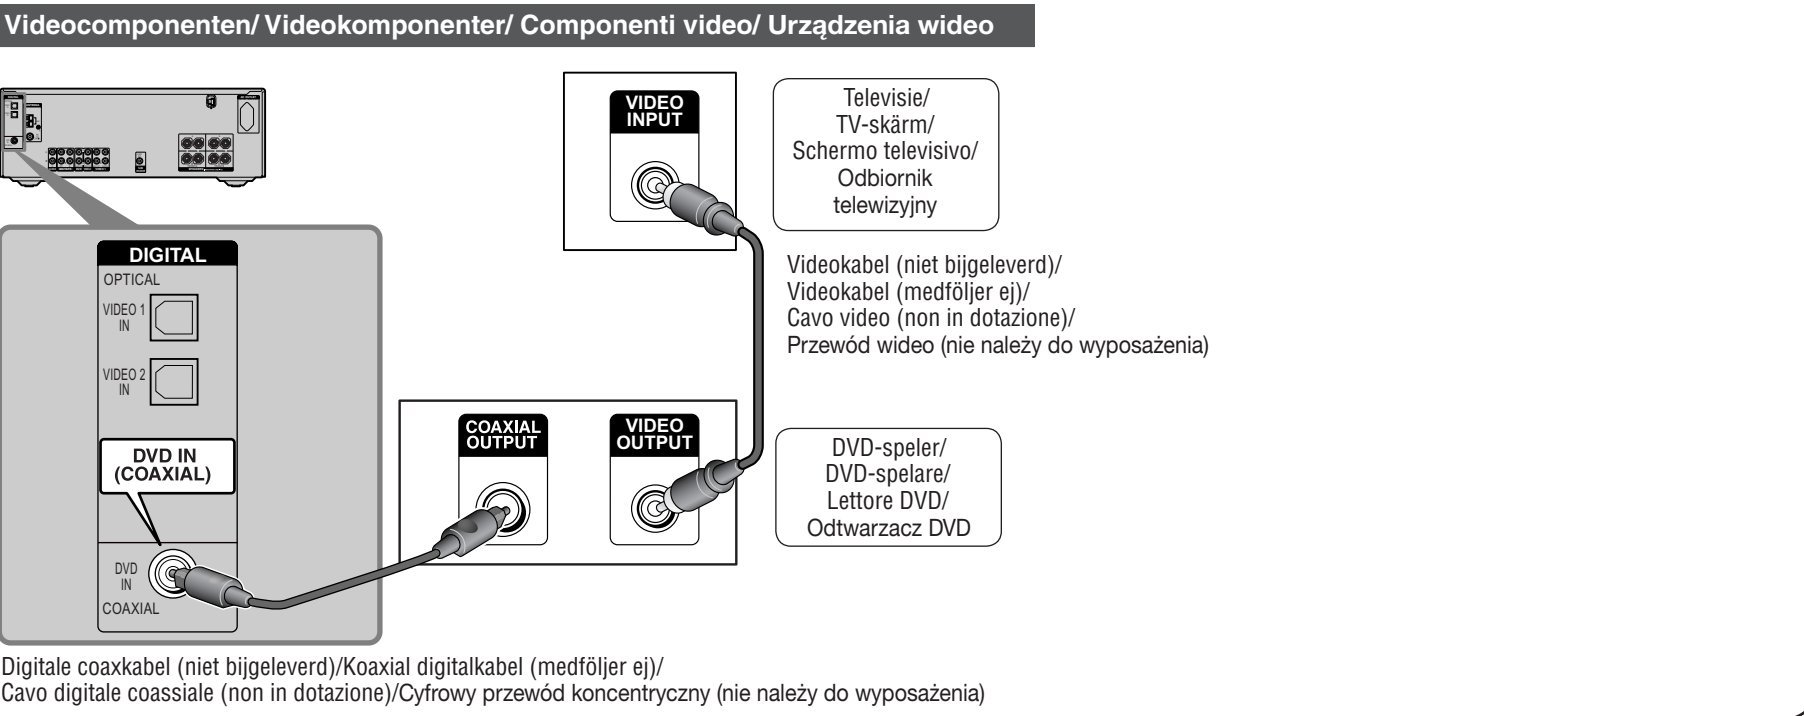 Videocomponenten/ Videokomponenter/ Componenti video/ Urządzenia wideo
VIDEO
INPUT
Televisie/
TV-skärm/
Schermo televisivo/
Odbiornik
telewizyjny
DIGITAL
OPTICAL
VIDEO 1
IN
VIDEO 2
IN
DVD IN
(COAXIAL)
DVD
IN
COAXIAL
Videokabel (niet bijgeleverd)/
Videokabel (medföljer ej)/
Cavo video (non in dotazione)/
Przewód wideo (nie należy do wyposażenia)
COAXIAL
OUTPUT
VIDEO
OUTPUT
DVD-speler/
DVD-spelare/
Lettore DVD/
Odtwarzacz DVD
Digitale coaxkabel (niet bijgeleverd)/Koaxial digitalkabel (medföljer ej)/
Cavo digitale coassiale (non in dotazione)/Cyfrowy przewód koncentryczny (nie należy do wyposażenia)